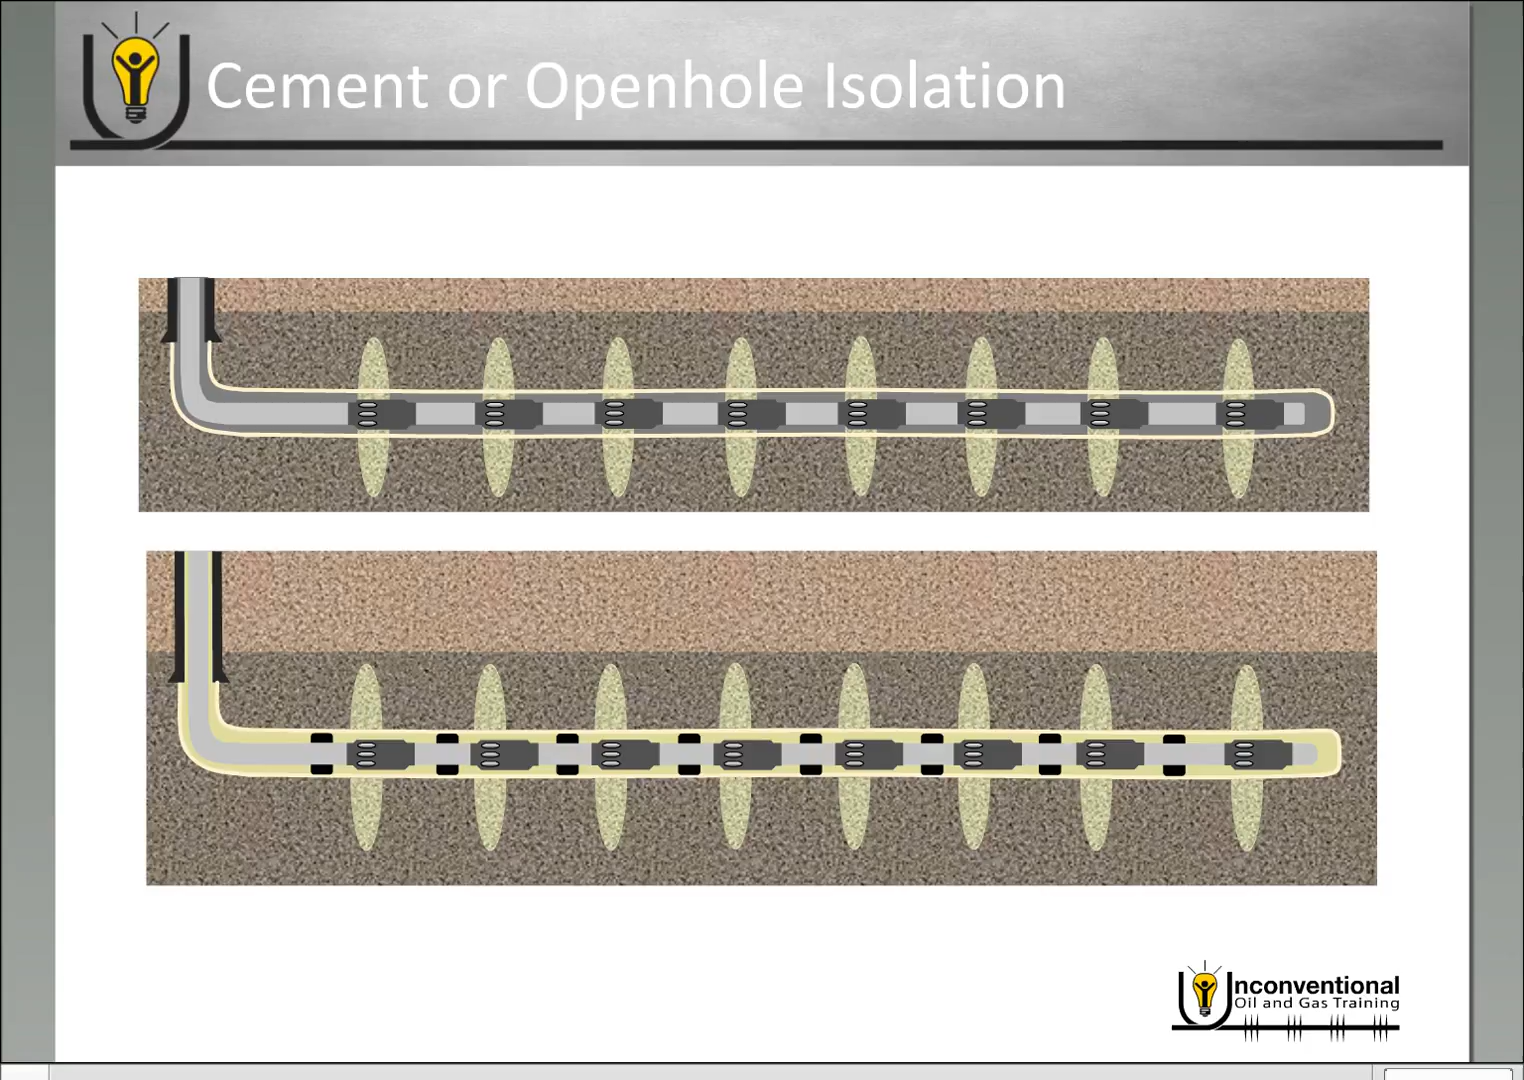 Cement or Openhole Isolation
Unconventional
Oil and Gas Training